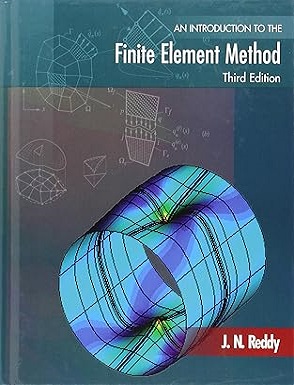 AN INTRODUCTION TO THE
Finite Element Method
Third Edition
J. N. Reddy